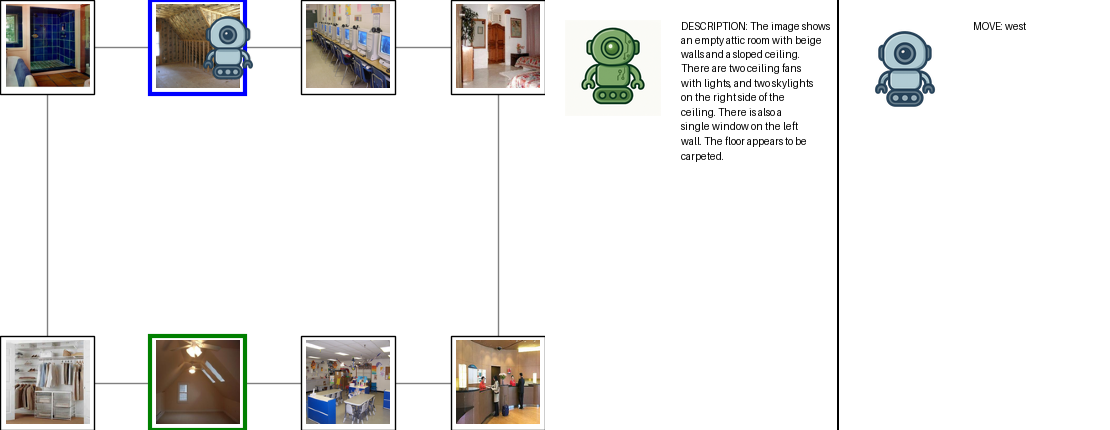 DESCRIPTION: The image shows
an empty attic room with beige
walls and a sloped ceiling.
There are two ceiling fans
with lights, and two skylights
on the right side of the
ceiling. There is also a
single window on the left
wall. The floor appears to be
carpeted.
MOVE: west